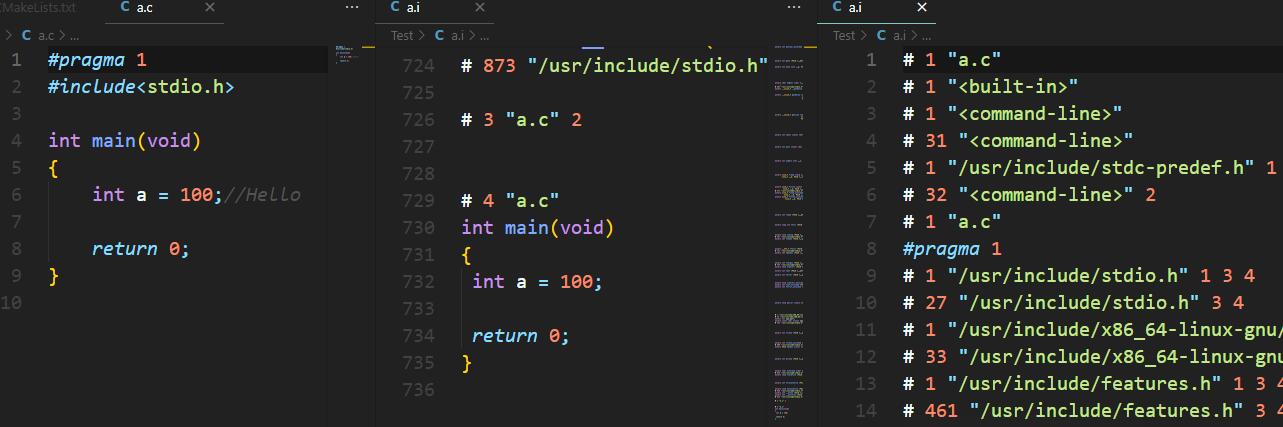 CMakeLists.txt
C a.c ×
...
> C a.c > ...
1 #pragma 1
2 #include<stdio.h>
3
4 int main(void)
5 {
6 int a = 100;//Hello
7
8 return 0;
9 }
10
C a.i ×
...
Test > C a.i > ...
724 # 873 "/usr/include/stdio.h"
725
726 # 3 "a.c" 2
727
728
729 # 4 "a.c"
730 int main(void)
731 {
732 int a = 100;
733
734 return 0;
735 }
736
C a.i ×
Test > C a.i > ...
1 # 1 "a.c"
2 # 1 "<built-in>"
3 # 1 "<command-line>"
4 # 31 "<command-line>"
5 # 1 "/usr/include/stdc-predef.h" 1
6 # 32 "<command-line>" 2
7 # 1 "a.c"
8 #pragma 1
9 # 1 "/usr/include/stdio.h" 1 3 4
10 # 27 "/usr/include/stdio.h" 3 4
11 # 1 "/usr/include/x86_64-linux-gnu/
12 # 33 "/usr/include/x86_64-linux-gnu
13 # 1 "/usr/include/features.h" 1 3 4
14 # 461 "/usr/include/features.h" 3 4